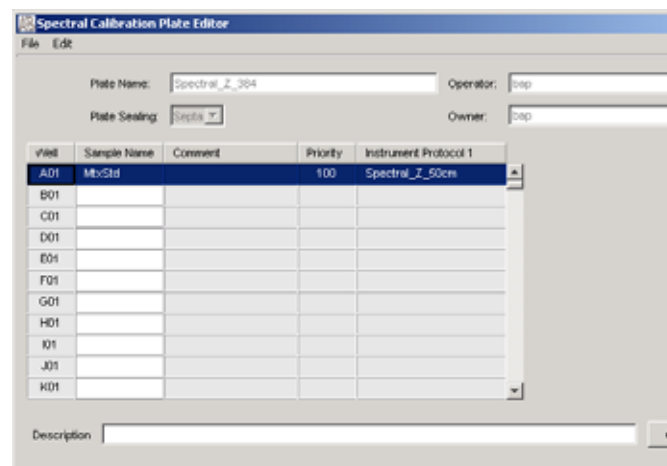 Spectral Calibration Plate Editor
File Edit
Plate Name: Spectral_Z_384 Operator: bap
Plate Sealing: Septa Owner: bap
Well Sample Name Comment Priority Instrument Protocol 1
A01 MtxStd 100 Spectral_Z_50cm
B01
C01
D01
E01
F01
G01
H01
I01
J01
K01
Description